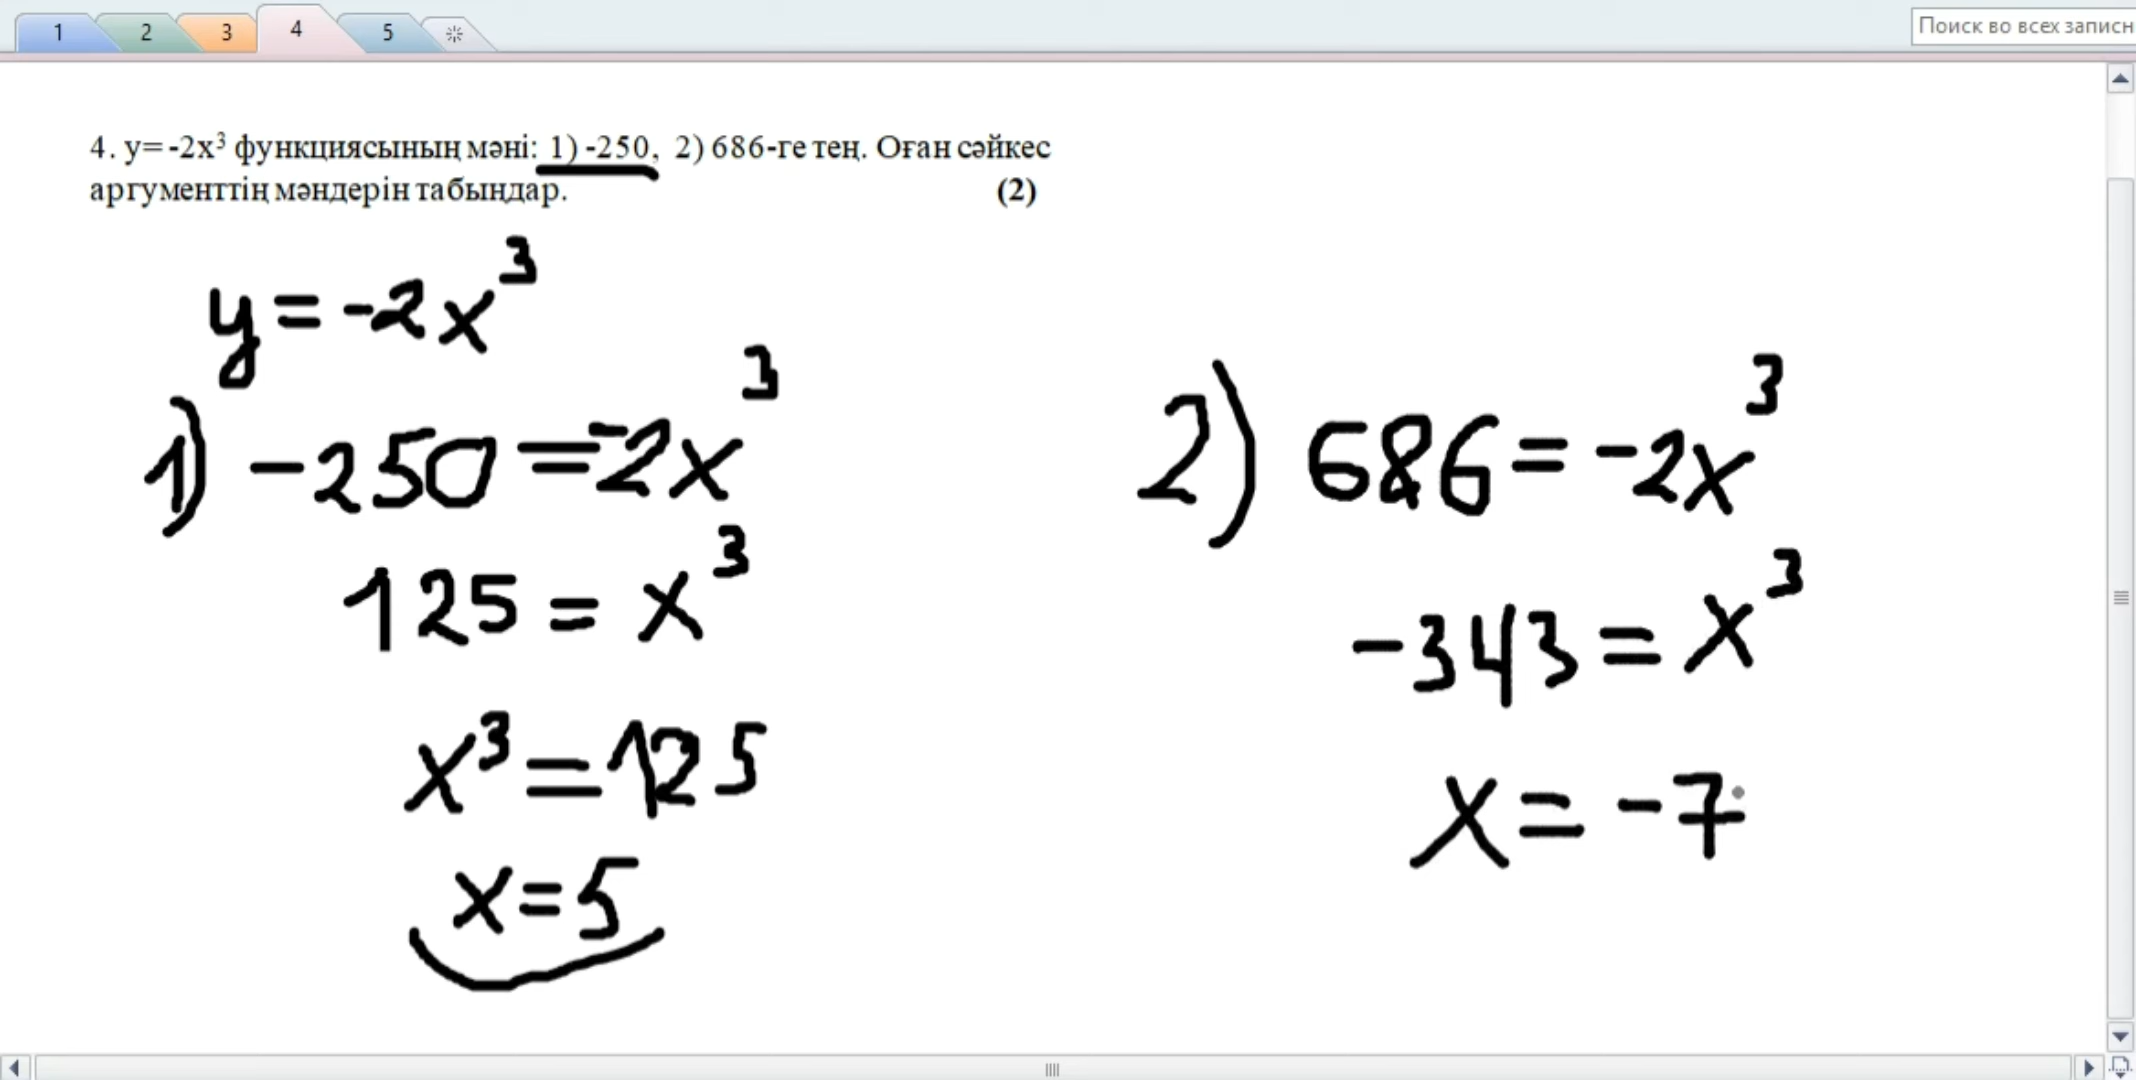 1 2 3 4 5
Поиск во всех записн
4. y= -2x³ функциясының мәні: 1) -250, 2) 686-ге тең. Оған сәйкес
аргументтің мәндерін табыңдар. (2)
y = -2x³
1) -250 = -2x³
125 = x³
x³ = 125
x = 5
2) 686 = -2x³
-343 = x³
x = -7